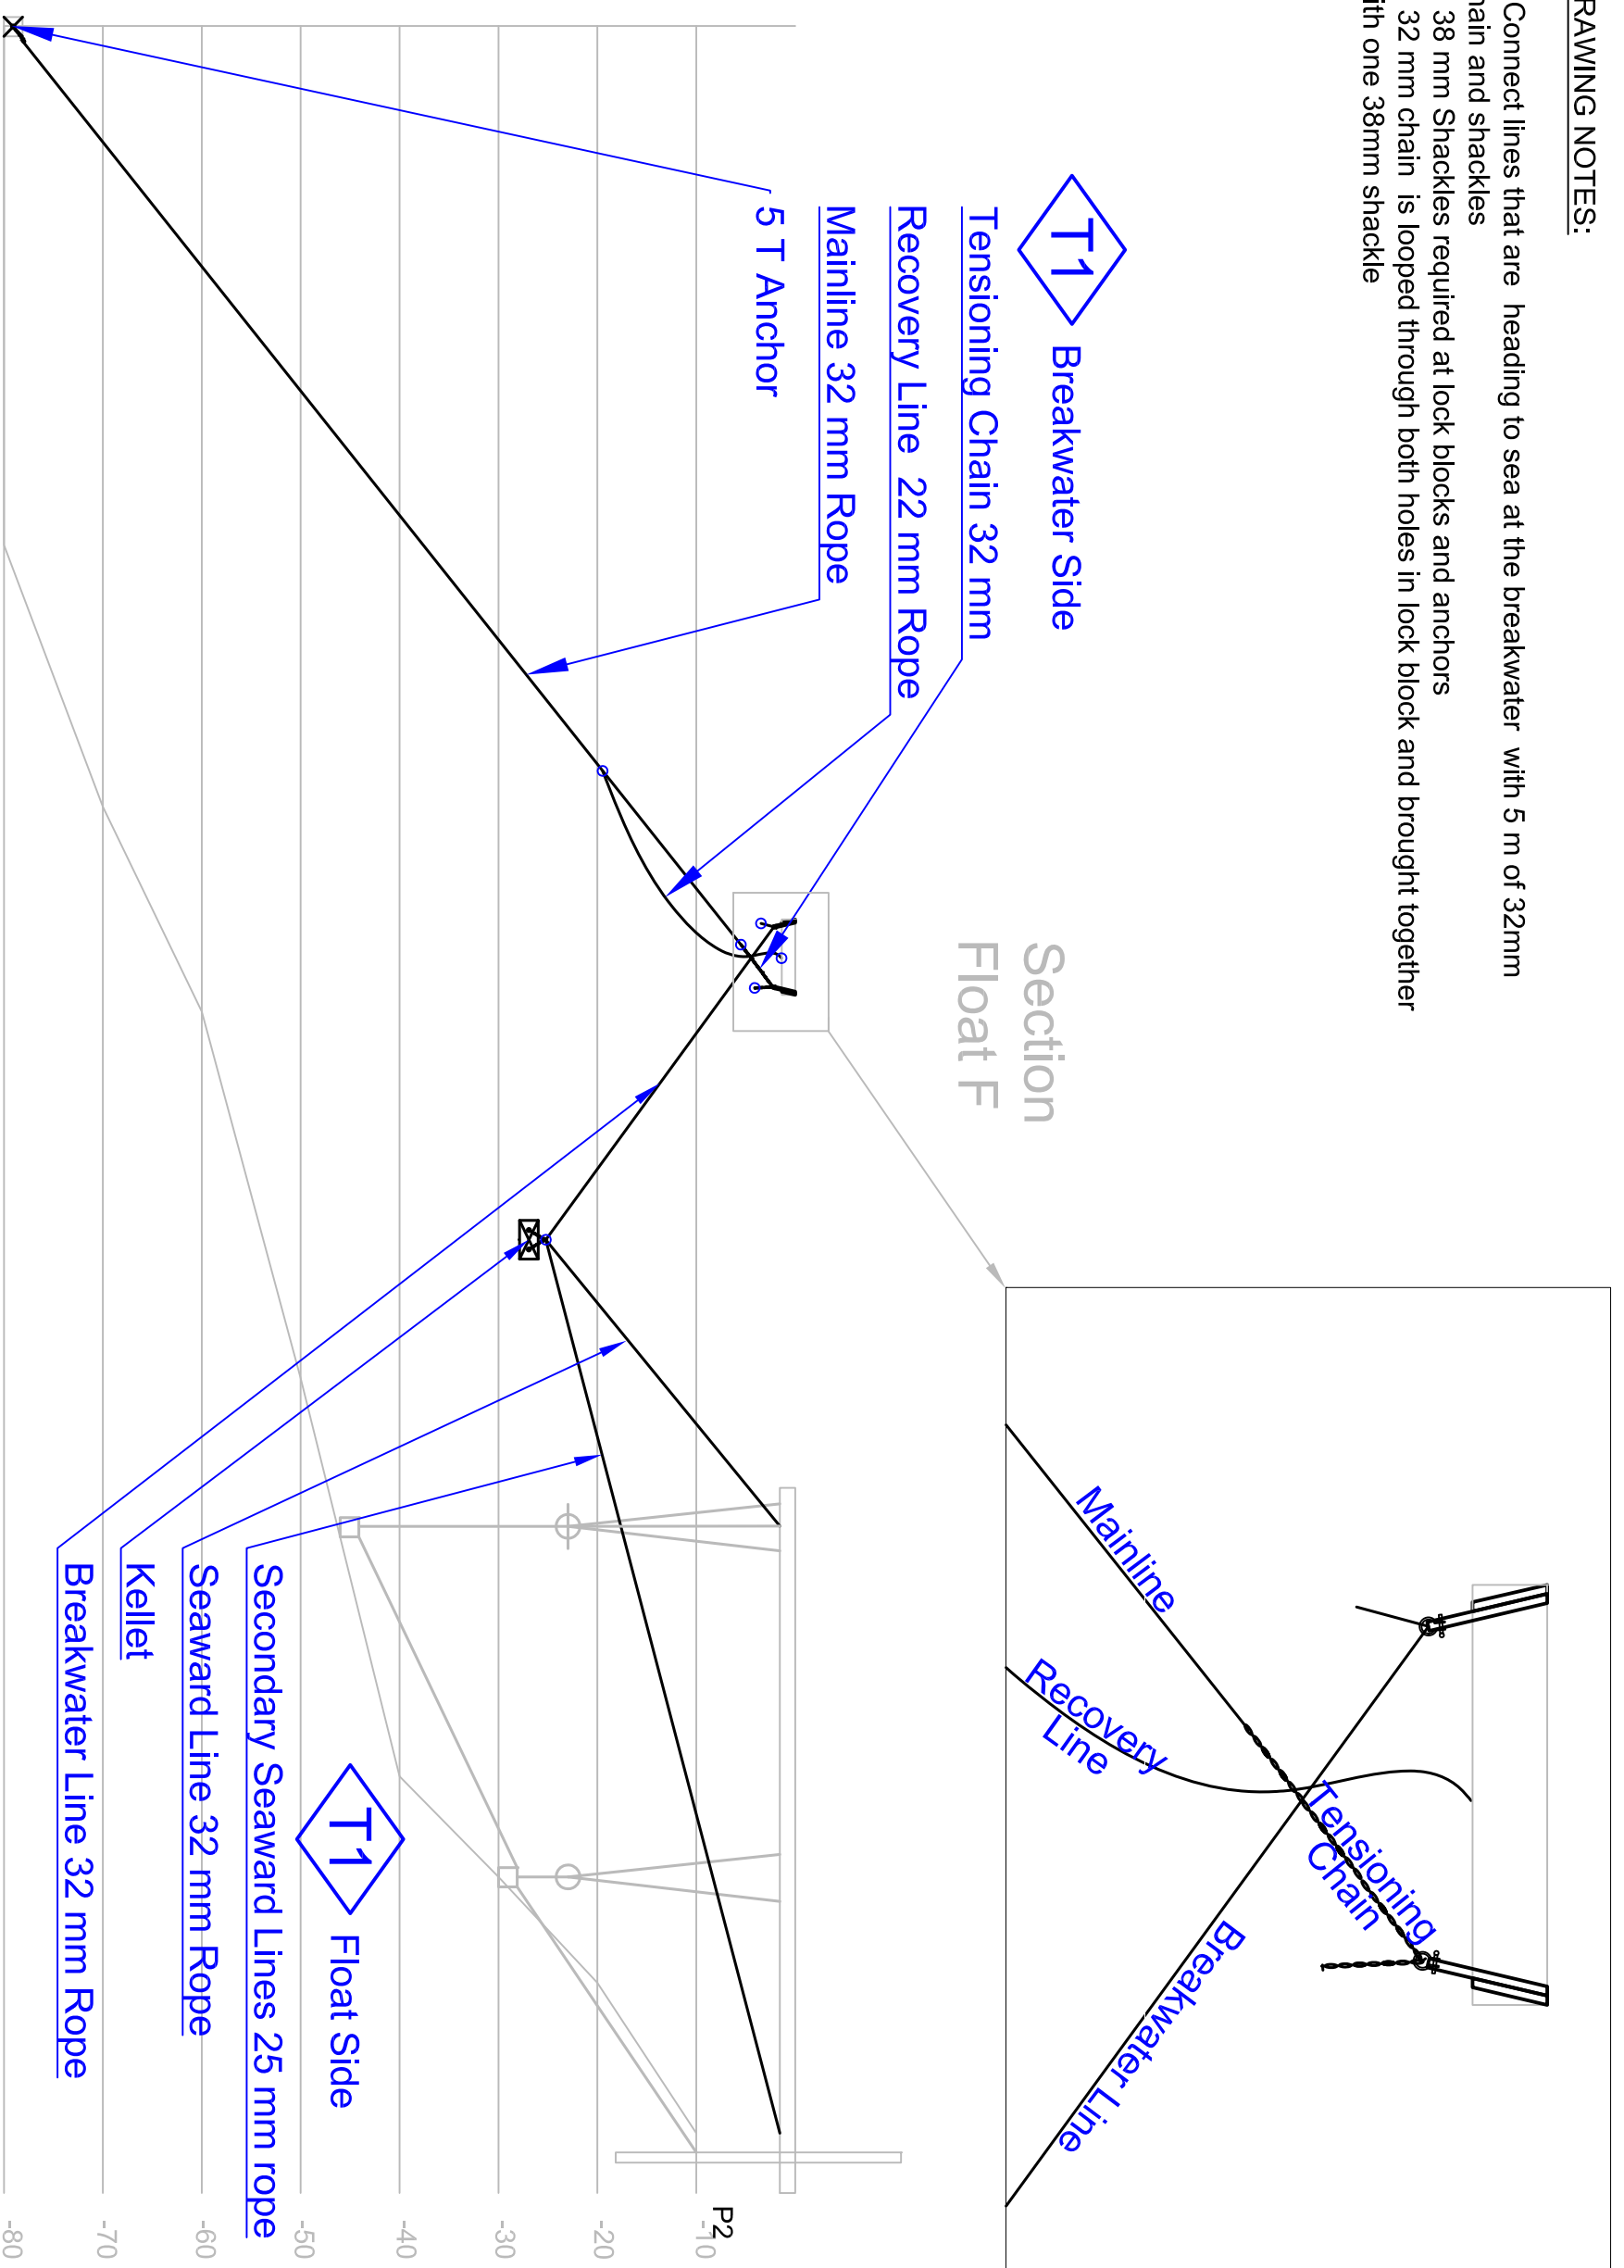 RAWING NOTES:
Connect lines that are heading to sea at the breakwater with 5 m of 32mm
hain and shackles
38 mm Shackles required at lock blocks and anchors
32 mm chain is looped through both holes in lock block and brought together
ith one 38mm shackle
T1 Breakwater Side
Tensioning Chain 32 mm
Recovery Line 22 mm Rope
Mainline 32 mm Rope
5 T Anchor
Section
Float F
Mainline
Recovery
Line
Tensioning
Chain
Breakwater Line
T1 Float Side
Secondary Seaward Lines 25 mm rope
Seaward Line 32 mm Rope
Kellet
Breakwater Line 32 mm Rope
P2
-10
-20
-30
-40
-50
-60
-70
-80